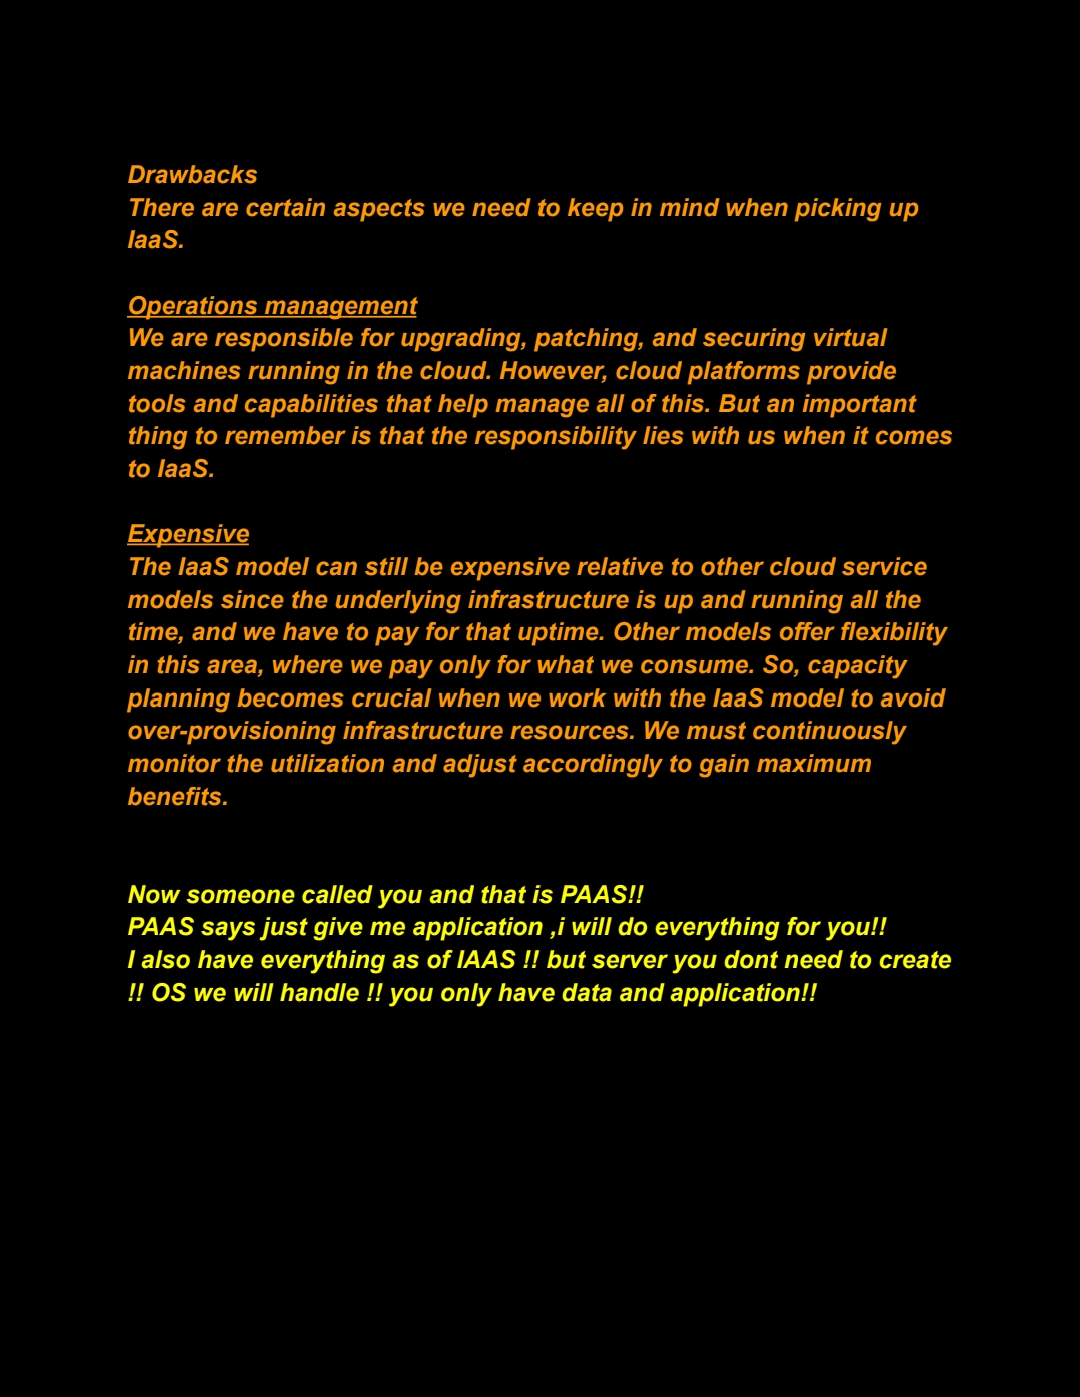 Drawbacks
There are certain aspects we need to keep in mind when picking up
IaaS.
Operations management
We are responsible for upgrading, patching, and securing virtual
machines running in the cloud. However, cloud platforms provide
tools and capabilities that help manage all of this. But an important
thing to remember is that the responsibility lies with us when it comes
to IaaS.
Expensive
The IaaS model can still be expensive relative to other cloud service
models since the underlying infrastructure is up and running all the
time, and we have to pay for that uptime. Other models offer flexibility
in this area, where we pay only for what we consume. So, capacity
planning becomes crucial when we work with the IaaS model to avoid
over-provisioning infrastructure resources. We must continuously
monitor the utilization and adjust accordingly to gain maximum
benefits.
Now someone called you and that is PAAS!!
PAAS says just give me application ,i will do everything for you!!
I also have everything as of IAAS !! but server you dont need to create
!! OS we will handle !! you only have data and application!!